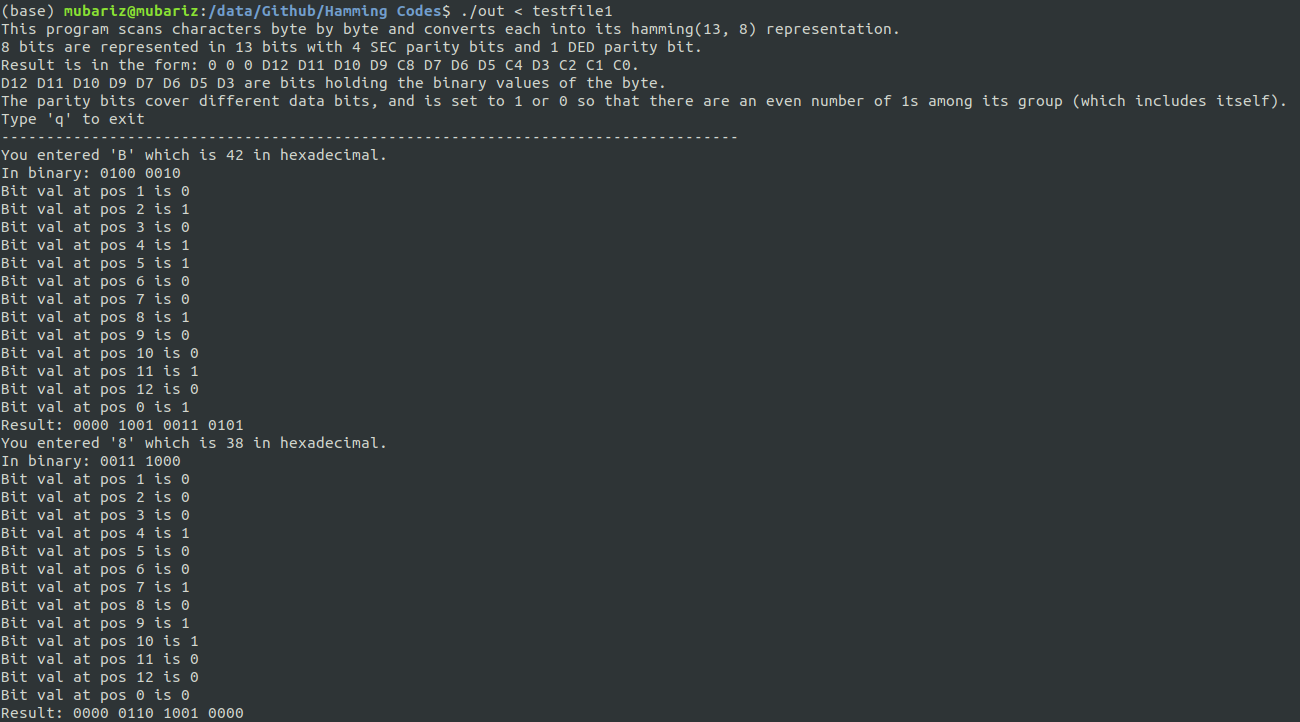 (base) mubariz@mubariz:/data/Github/Hamming Codes$ ./out < testfile1
This program scans characters byte by byte and converts each into its hamming(13, 8) representation.
8 bits are represented in 13 bits with 4 SEC parity bits and 1 DED parity bit.
Result is in the form: 0 0 0 D12 D11 D10 D9 C8 D7 D6 D5 C4 D3 C2 C1 C0.
D12 D11 D10 D9 D7 D6 D5 D3 are bits holding the binary values of the byte.
The parity bits cover different data bits, and is set to 1 or 0 so that there are an even number of 1s among its group (which includes itself).
Type 'q' to exit
----------------------------------------------------------------------------------
You entered 'B' which is 42 in hexadecimal.
In binary: 0100 0010
Bit val at pos 1 is 0
Bit val at pos 2 is 1
Bit val at pos 3 is 0
Bit val at pos 4 is 1
Bit val at pos 5 is 1
Bit val at pos 6 is 0
Bit val at pos 7 is 0
Bit val at pos 8 is 1
Bit val at pos 9 is 0
Bit val at pos 10 is 0
Bit val at pos 11 is 1
Bit val at pos 12 is 0
Bit val at pos 0 is 1
Result: 0000 1001 0011 0101
You entered '8' which is 38 in hexadecimal.
In binary: 0011 1000
Bit val at pos 1 is 0
Bit val at pos 2 is 0
Bit val at pos 3 is 0
Bit val at pos 4 is 1
Bit val at pos 5 is 0
Bit val at pos 6 is 0
Bit val at pos 7 is 1
Bit val at pos 8 is 0
Bit val at pos 9 is 1
Bit val at pos 10 is 1
Bit val at pos 11 is 0
Bit val at pos 12 is 0
Bit val at pos 0 is 0
Result: 0000 0110 1001 0000